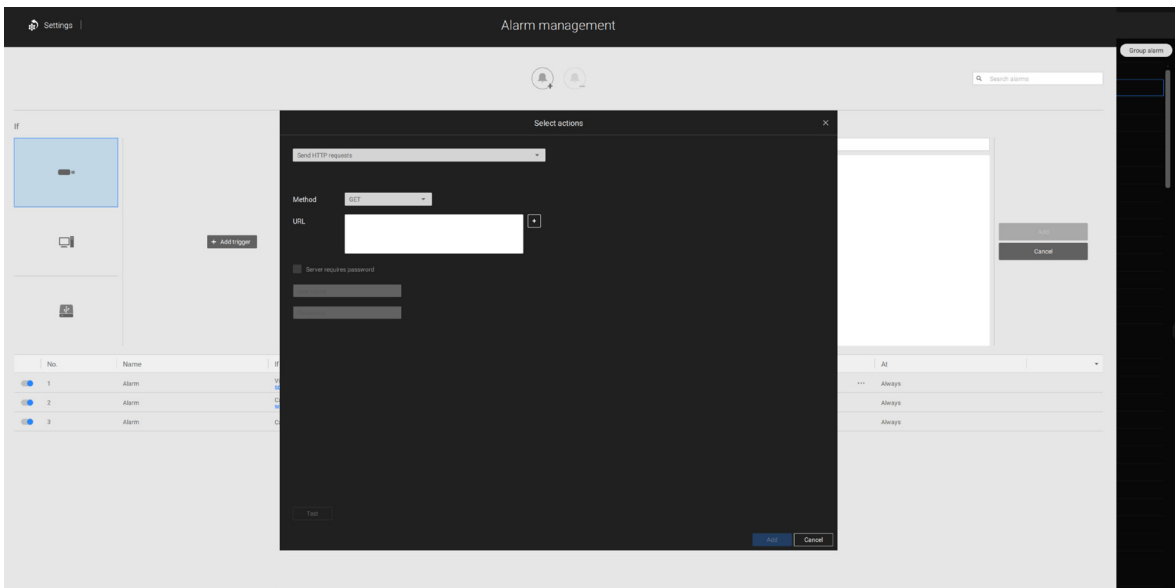 Settings
Alarm management
Group alarm
Search alarms
Select actions
If
Send HTTP requests
Method GET
URL
+ Add trigger
Server requires password
Add
Cancel
No. Name If At
1 Alarm Always
2 Alarm Always
3 Alarm Always
Test
Add Cancel